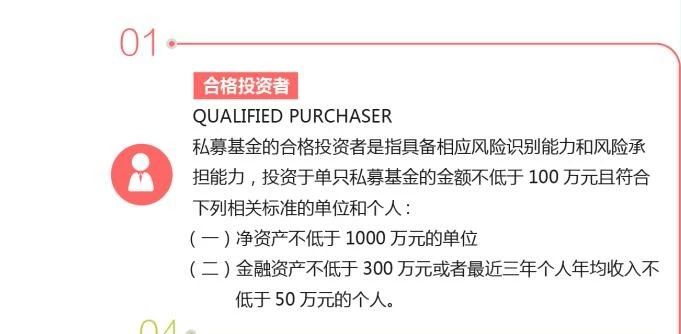 01
合格投资者
QUALIFIED PURCHASER
私募基金的合格投资者是指具备相应风险识别能力和风险承
担能力，投资于单只私募基金的金额不低于 100 万元且符合
下列相关标准的单位和个人：
（一）净资产不低于 1000 万元的单位
（二）金融资产不低于 300 万元或者最近三年个人年均收入不
低于 50 万元的个人。
04